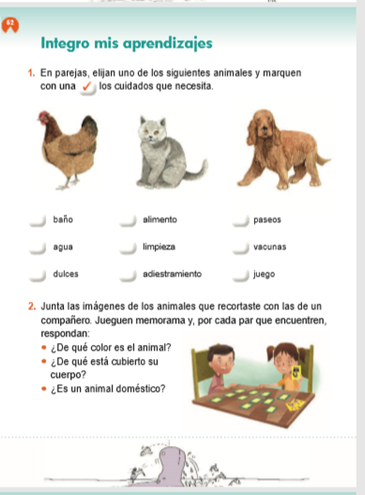 62
Integro mis aprendizajes
1. En parejas, elijan uno de los siguientes animales y marquen
con una ✓ los cuidados que necesita.
baño alimento paseos
agua limpieza vacunas
dulces adiestramiento juego
2. Junta las imágenes de los animales que recortaste con las de un
compañero. Jueguen memorama y, por cada par que encuentren,
respondan:
• ¿De qué color es el animal?
• ¿De qué está cubierto su
cuerpo?
• ¿Es un animal doméstico?